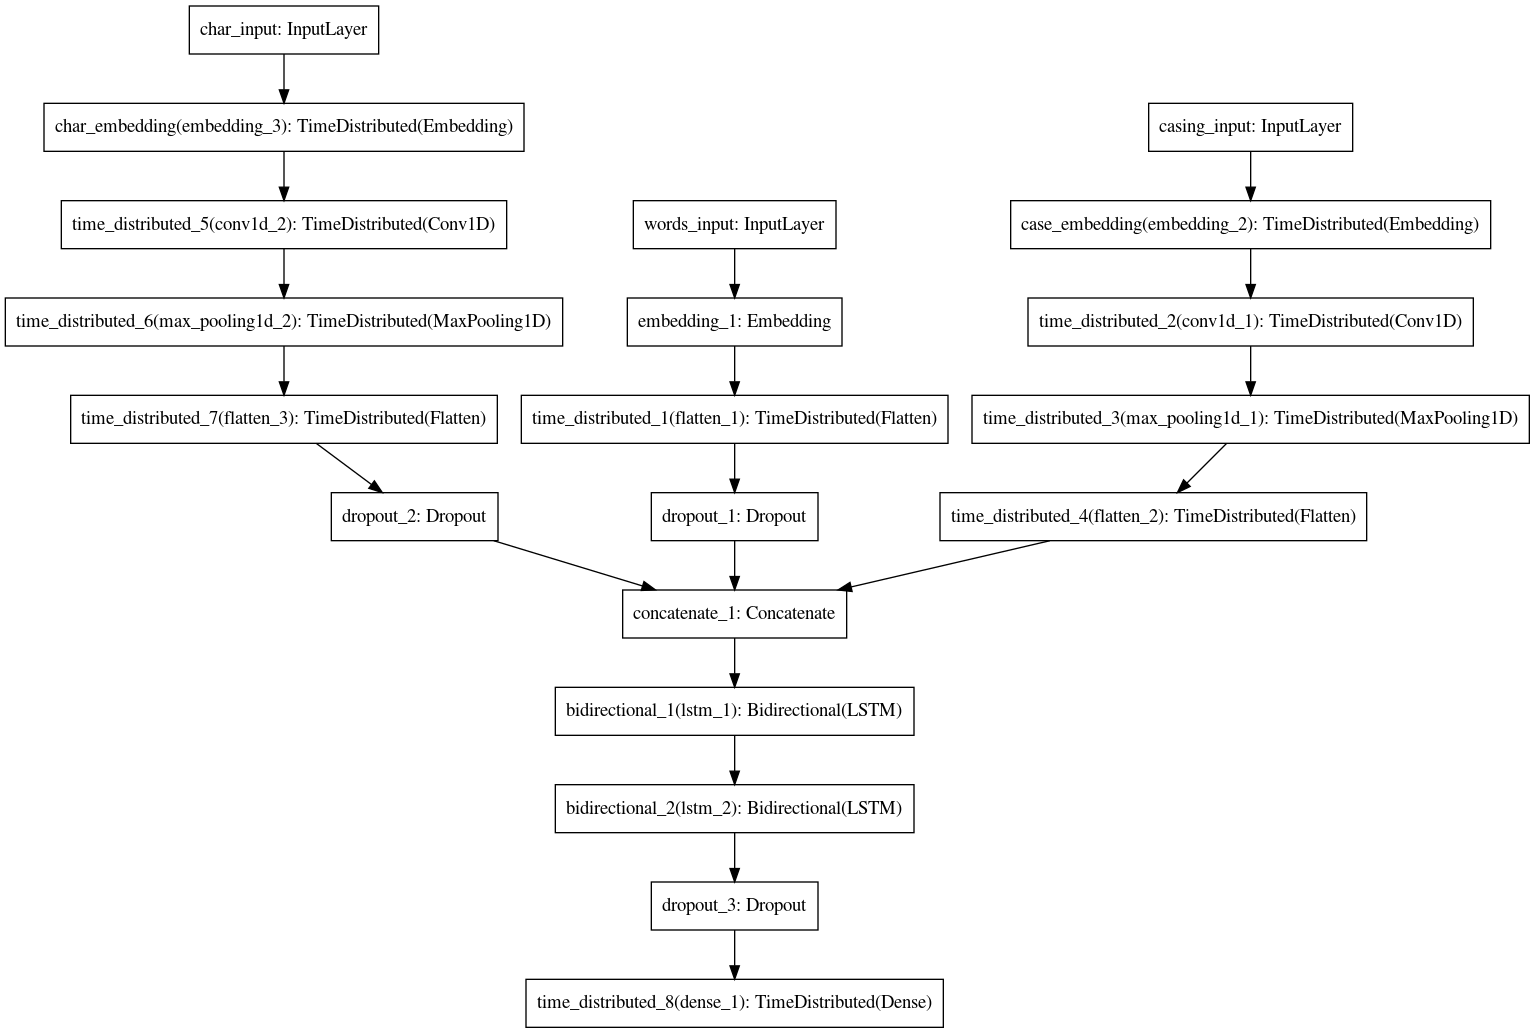 char_input: InputLayer
char_embedding(embedding_3): TimeDistributed(Embedding)
casing_input: InputLayer
time_distributed_5(conv1d_2): TimeDistributed(Conv1D)
words_input: InputLayer
case_embedding(embedding_2): TimeDistributed(Embedding)
time_distributed_6(max_pooling1d_2): TimeDistributed(MaxPooling1D)
embedding_1: Embedding
time_distributed_2(conv1d_1): TimeDistributed(Conv1D)
time_distributed_7(flatten_3): TimeDistributed(Flatten)
time_distributed_1(flatten_1): TimeDistributed(Flatten)
time_distributed_3(max_pooling1d_1): TimeDistributed(MaxPooling1D)
dropout_2: Dropout
dropout_1: Dropout
time_distributed_4(flatten_2): TimeDistributed(Flatten)
concatenate_1: Concatenate
bidirectional_1(lstm_1): Bidirectional(LSTM)
bidirectional_2(lstm_2): Bidirectional(LSTM)
dropout_3: Dropout
time_distributed_8(dense_1): TimeDistributed(Dense)